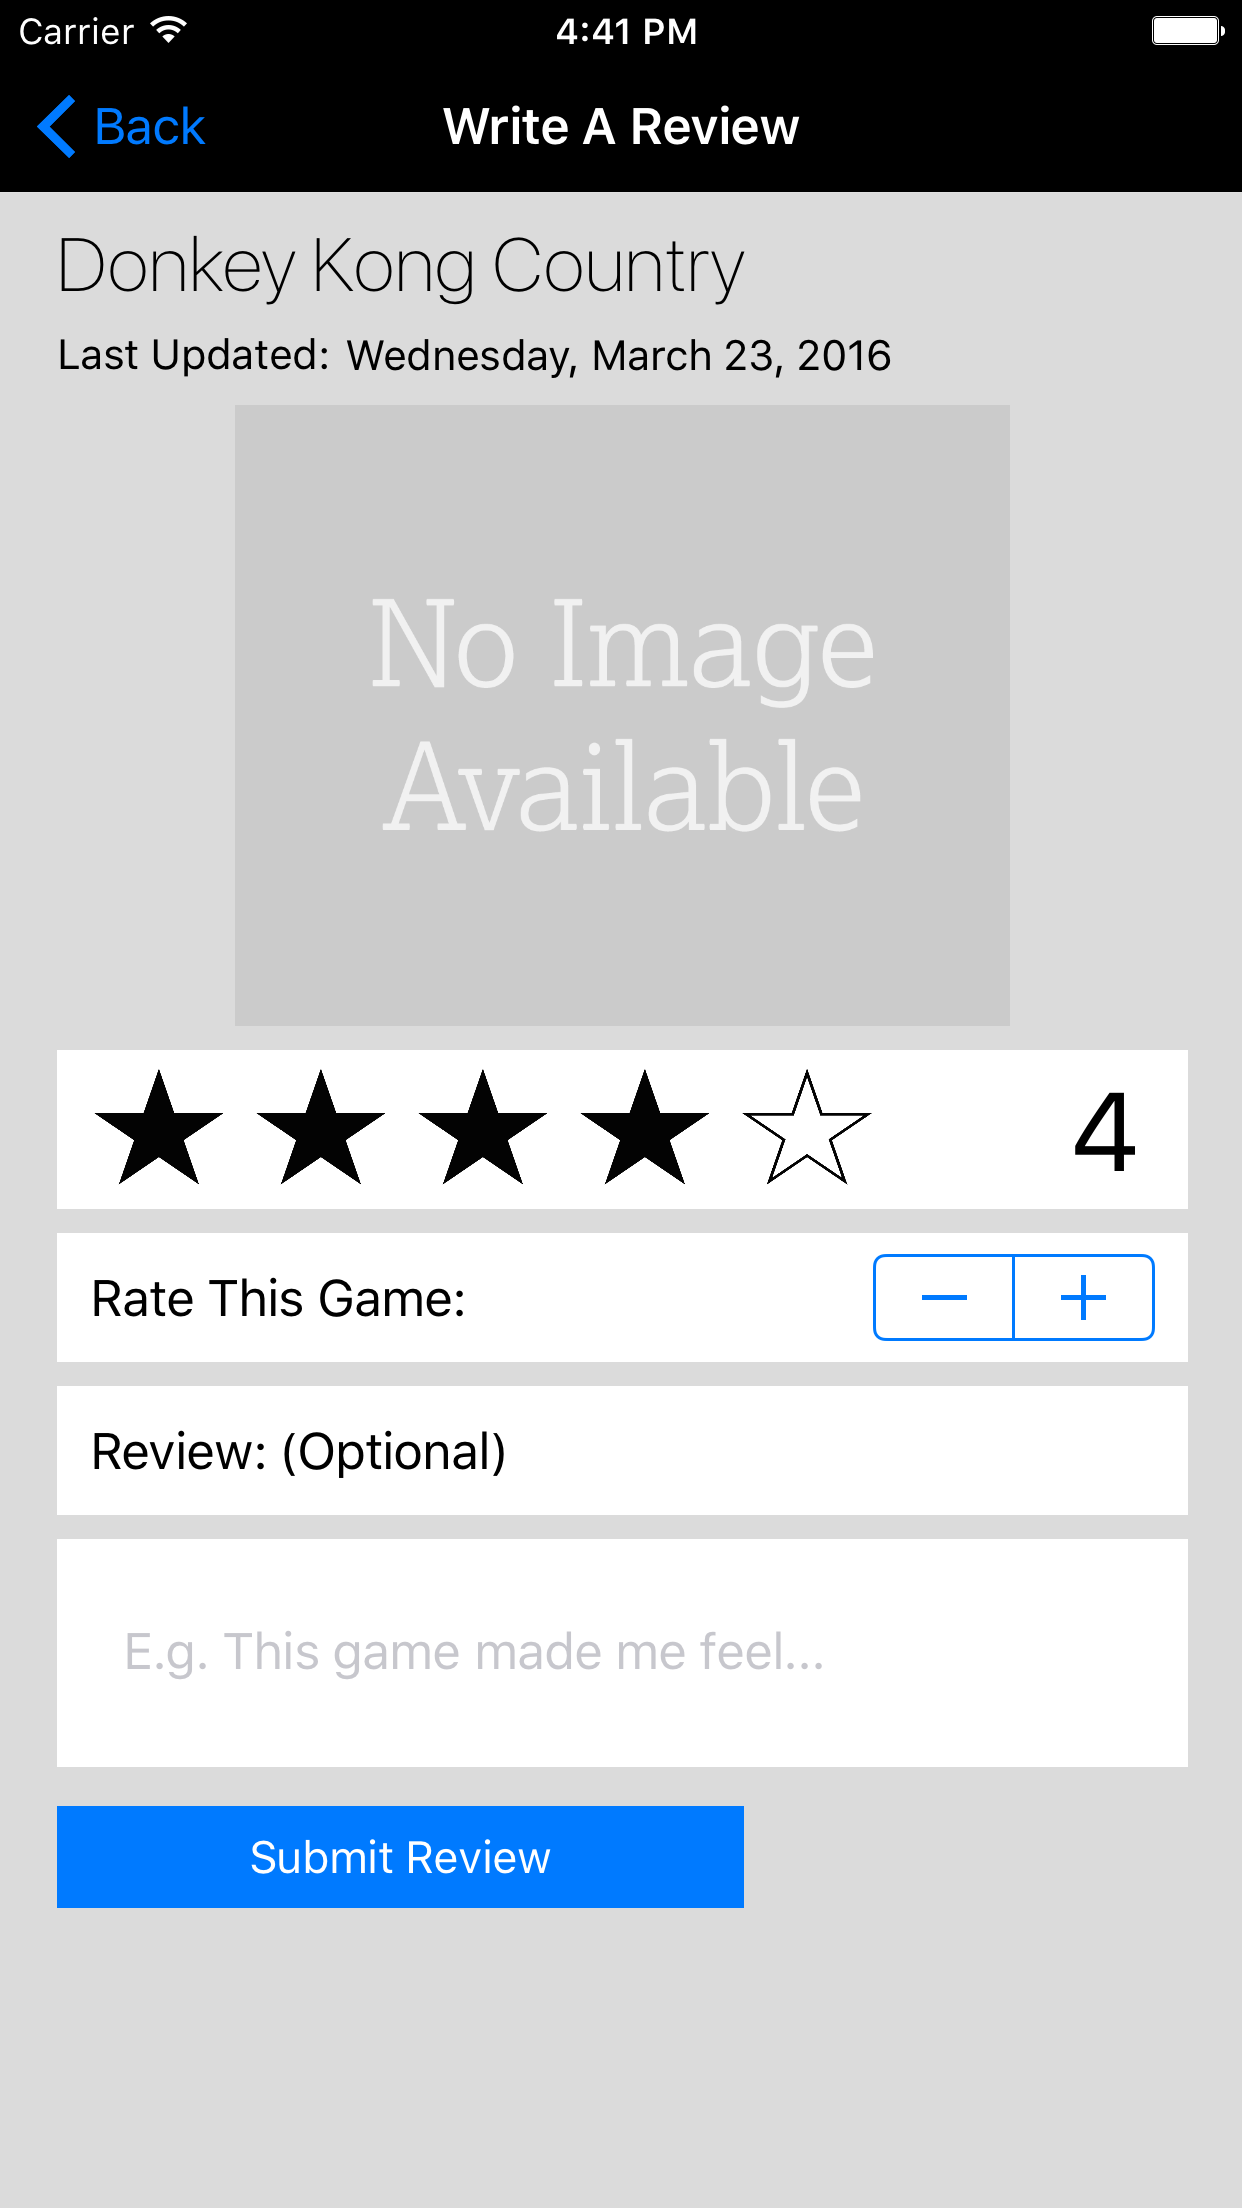 Carrier 4:41 PM
Back Write A Review
Donkey Kong Country
Last Updated: Wednesday, March 23, 2016
No Image
Available
4
Rate This Game:
Review: (Optional)
E.g. This game made me feel...
Submit Review